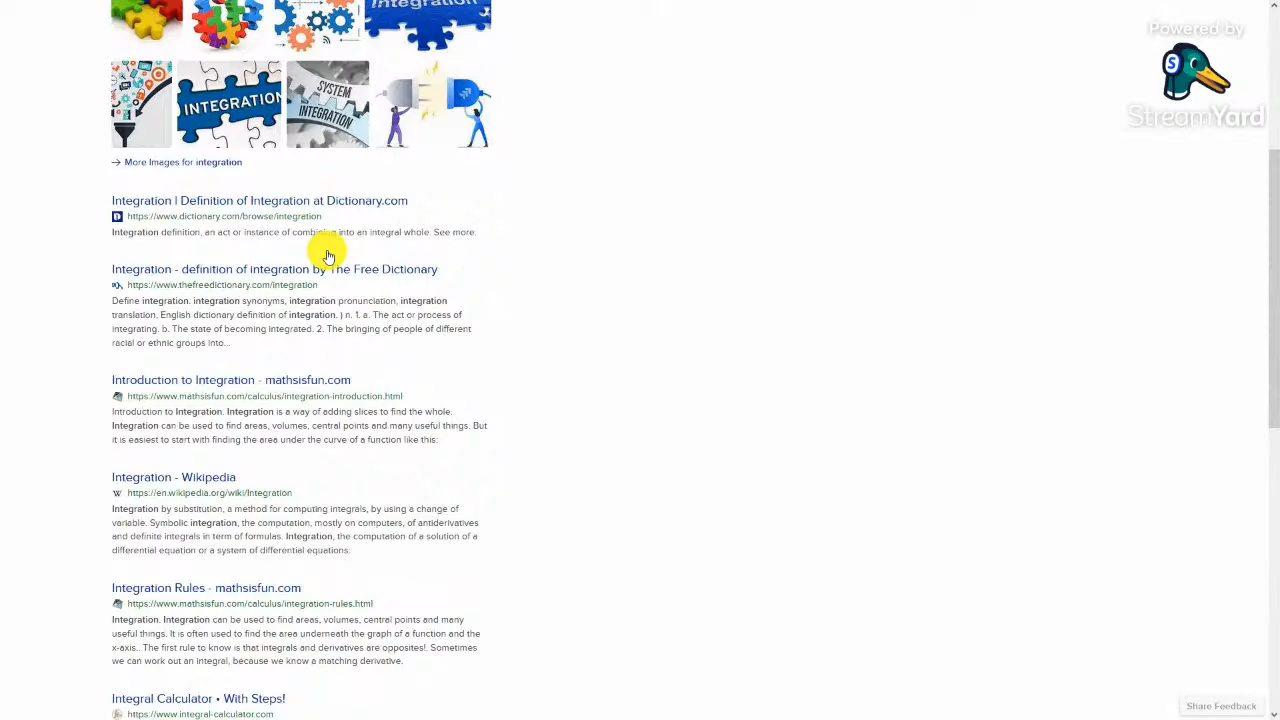 Integration
Powered by
StreamYard
INTEGRATION
SYSTEM
INTEGRATION
More Images for integration
Integration | Definition of Integration at Dictionary.com
https://www.dictionary.com/browse/integration
Integration definition, an act or instance of combining into an integral whole. See more.
Integration - definition of integration by The Free Dictionary
https://www.thefreedictionary.com/integration
Define integration. integration synonyms, integration pronunciation, integration
translation, English dictionary definition of integration. ) n. 1. a. The act or process of
integrating. b. The state of becoming integrated. 2. The bringing of people of different
racial or ethnic groups into...
Introduction to Integration - mathsisfun.com
https://www.mathsisfun.com/calculus/integration-introduction.html
Introduction to Integration. Integration is a way of adding slices to find the whole.
Integration can be used to find areas, volumes, central points and many useful things. But
it is easiest to start with finding the area under the curve of a function like this:
Integration - Wikipedia
W https://en.wikipedia.org/wiki/Integration
Integration by substitution, a method for computing integrals, by using a change of
variable. Symbolic integration, the computation, mostly on computers, of antiderivatives
and definite integrals in term of formulas. Integration, the computation of a solution of a
differential equation or a system of differential equations:
Integration Rules - mathsisfun.com
https://www.mathsisfun.com/calculus/integration-rules.html
Integration. Integration can be used to find areas, volumes, central points and many
useful things. It is often used to find the area underneath the graph of a function and the
x-axis.. The first rule to know is that integrals and derivatives are opposites!. Sometimes
we can work out an integral, because we know a matching derivative.
Integral Calculator • With Steps!
https://www.integral-calculator.com
Share Feedback